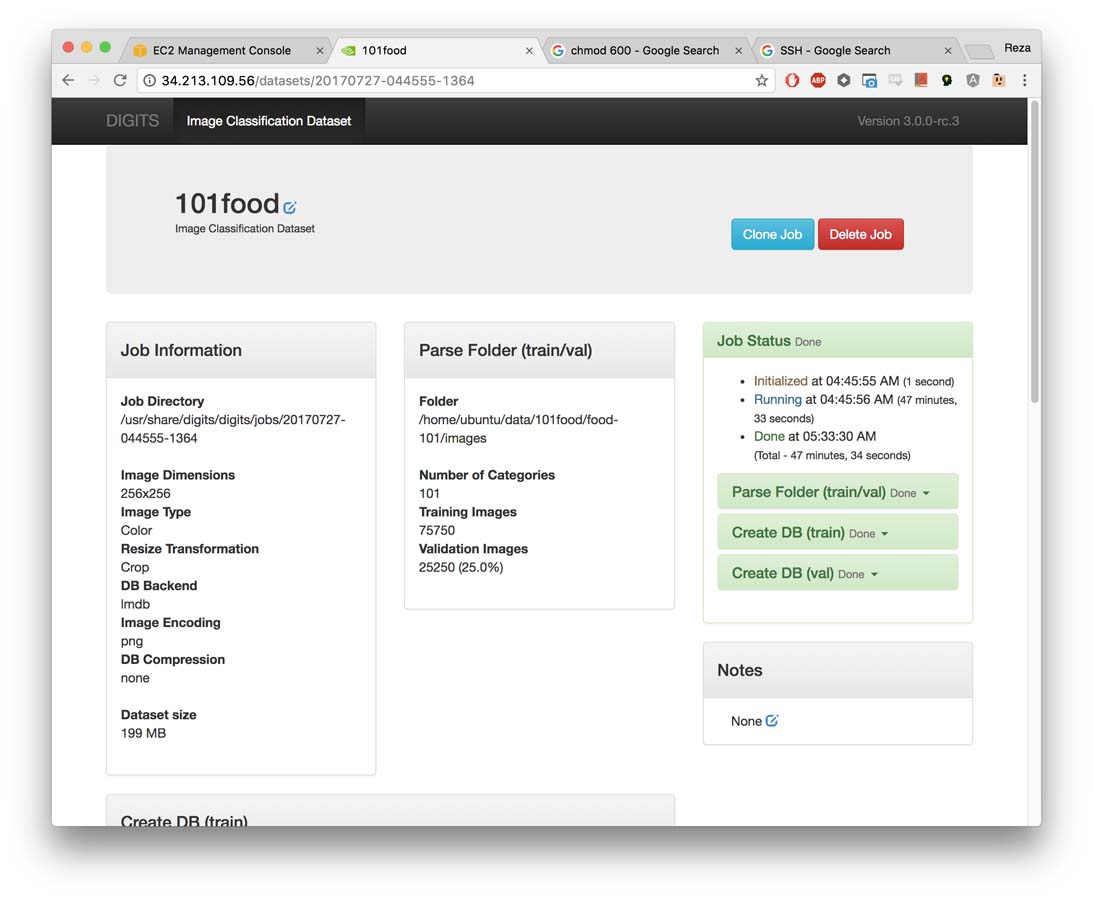 EC2 Management Console
101food
chmod 600 - Google Search
SSH - Google Search
Reza
34.213.109.56/datasets/20170727-044555-1364
ABP
DIGITS
Image Classification Dataset
Version 3.0.0-rc.3
101food
Image Classification Dataset
Clone Job
Delete Job
Job Information
Job Directory
/usr/share/digits/digits/jobs/20170727-
044555-1364
Image Dimensions
256x256
Image Type
Color
Resize Transformation
Crop
DB Backend
lmdb
Image Encoding
png
DB Compression
none
Dataset size
199 MB
Parse Folder (train/val)
Folder
/home/ubuntu/data/101food/food-
101/images
Number of Categories
101
Training Images
75750
Validation Images
25250 (25.0%)
Job Status Done
Initialized at 04:45:55 AM (1 second)
Running at 04:45:56 AM (47 minutes,
33 seconds)
Done at 05:33:30 AM
(Total - 47 minutes, 34 seconds)
Parse Folder (train/val) Done
Create DB (train) Done
Create DB (val) Done
Notes
None
Create DB (train)